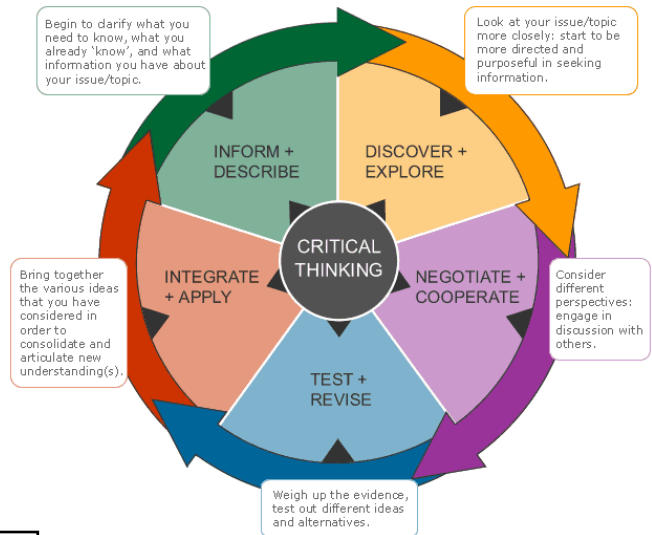 Begin to clarify what you
need to know, what you
already ‘know’, and what
information you have about
your issue/topic.
Look at your issue/topic
more closely: start to be
more directed and
purposeful in seeking
information.
INFORM +
DESCRIBE
DISCOVER +
EXPLORE
CRITICAL
THINKING
INTEGRATE
+ APPLY
NEGOTIATE +
COOPERATE
TEST +
REVISE
Bring together
the various ideas
that you have
considered in
order to
consolidate and
articulate new
understanding(s).
Consider
different
perspectives:
engage in
discussion with
others.
Weigh up the evidence,
test out different ideas
and alternatives.